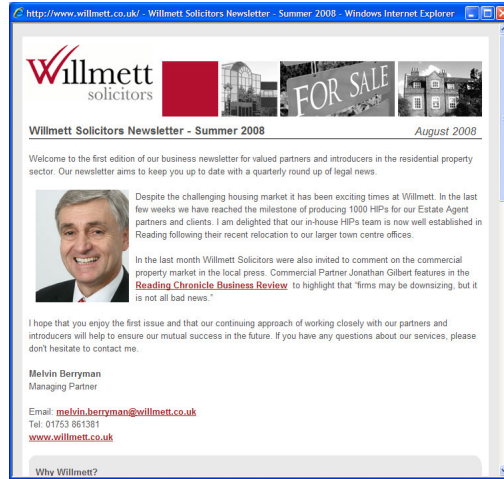 http://www.willmett.co.uk/ - Willmett Solicitors Newsletter - Summer 2008 - Windows Internet Explorer
Willmett
solicitors
FOR SALE
Willmett Solicitors Newsletter - Summer 2008
August 2008
Welcome to the first edition of our business newsletter for valued partners and introducers in the residential property
sector. Our newsletter aims to keep you up to date with a quarterly round up of legal news.
Despite the challenging housing market it has been exciting times at Willmett. In the last
few weeks we have reached the milestone of producing 1000 HIPs for our Estate Agent
partners and clients. I am delighted that our in-house HIPs team is now well established in
Reading following their recent relocation to our larger town centre offices.
In the last month Willmett Solicitors were also invited to comment on the commercial
property market in the local press. Commercial Partner Jonathan Gilbert features in the
Reading Chronicle Business Review to highlight that "firms may be downsizing, but it
is not all bad news."
I hope that you enjoy the first issue and that our continuing approach of working closely with our partners and
introducers will help to ensure our mutual success in the future. If you have any questions about our services, please
don't hesitate to contact me.
Melvin Berryman
Managing Partner
Email: melvin.berryman@willmett.co.uk
Tel: 01753 861381
www.willmett.co.uk
Why Willmett?